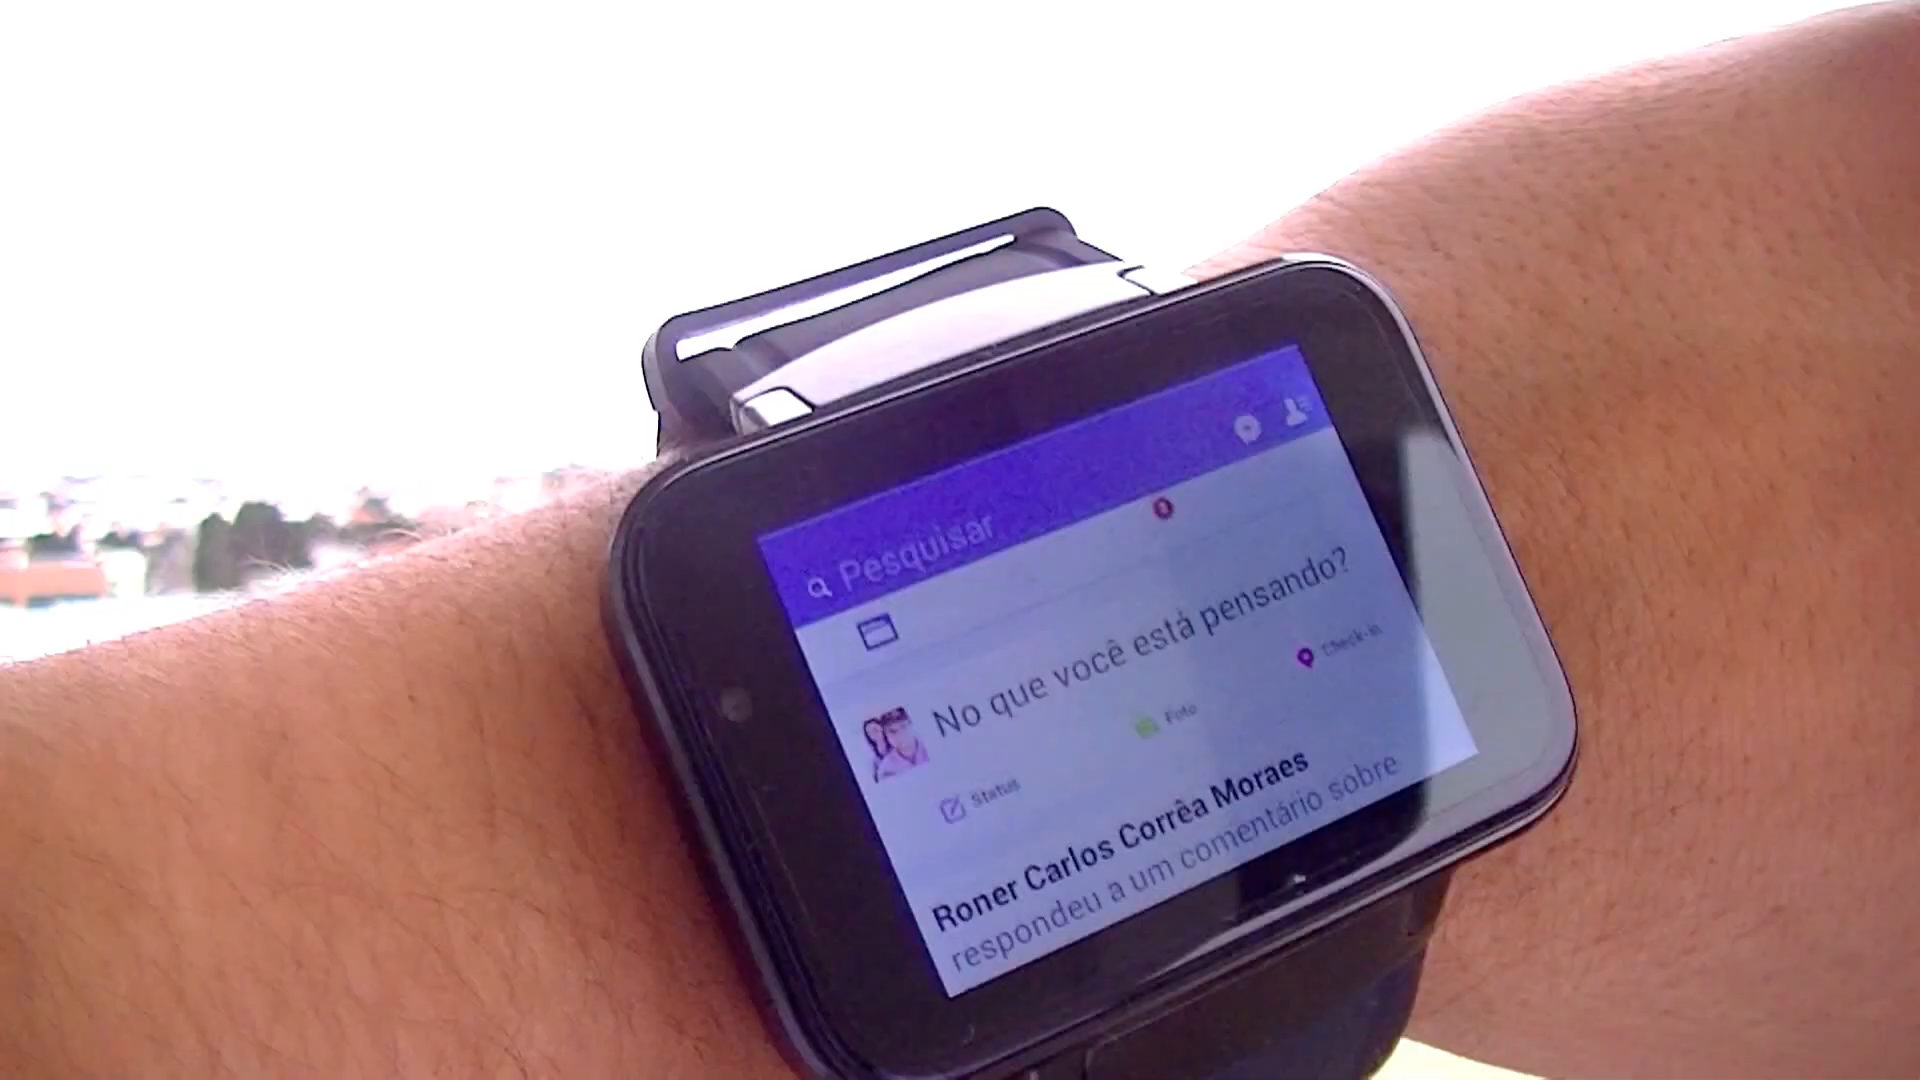 Pesquisar
No que você está pensando?
Status
Foto
Check-in
Roner Carlos Corrêa Moraes
respondeu a um comentário sobre